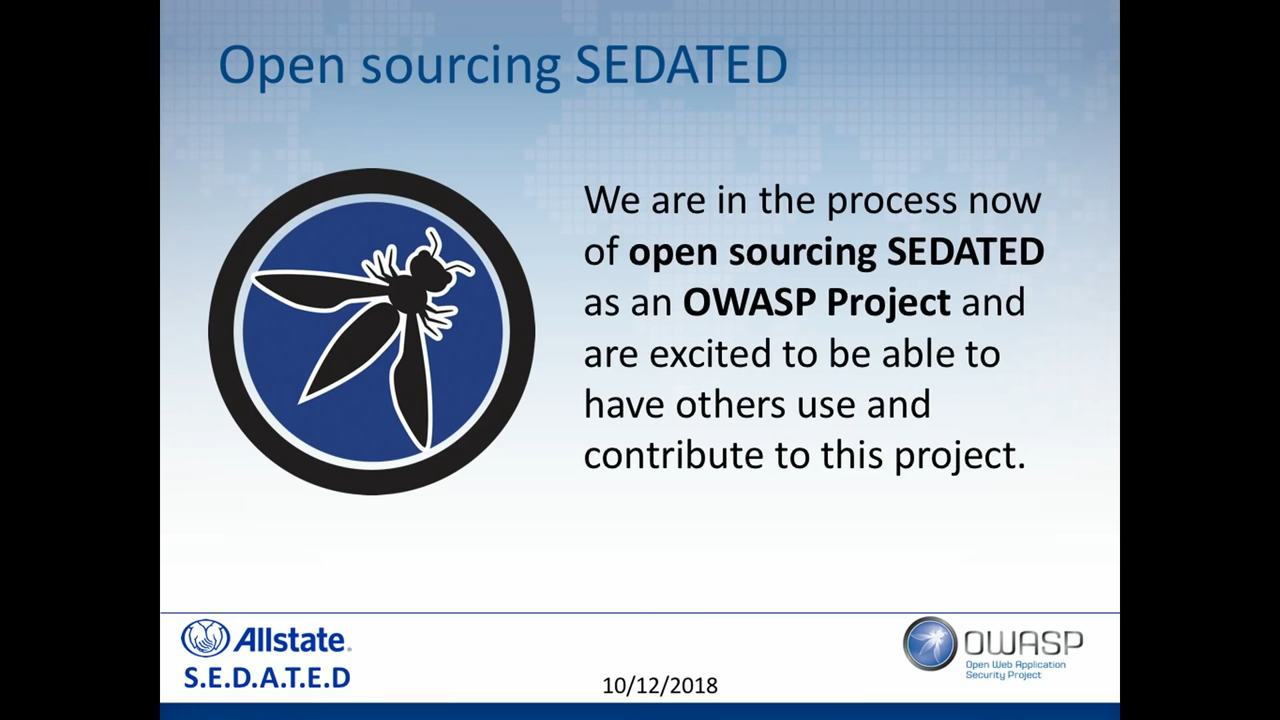 Open sourcing SEDATED
We are in the process now
of open sourcing SEDATED
as an OWASP Project and
are excited to be able to
have others use and
contribute to this project.
Allstate®
S.E.D.A.T.E.D
10/12/2018
OWASP
Open Web Application
Security Project